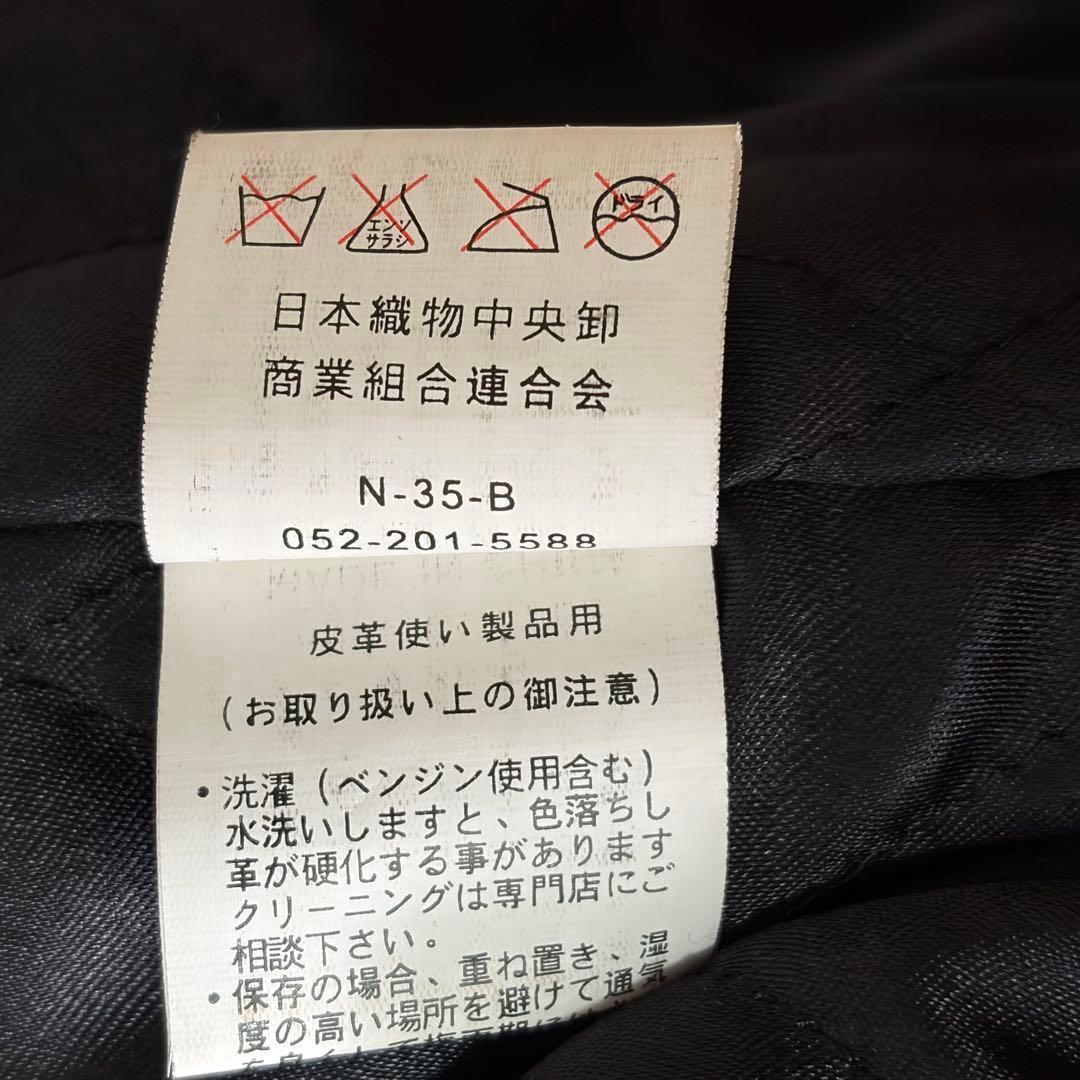 エンソ
サラシ
ドライ
日本織物中央卸
商業組合連合会
N-35-B
052-201-5588
皮革使い製品用
(お取り扱い上の御注意)
・洗濯(ベンジン使用含む)
水洗いしますと、色落ちし
革が硬化する事があります
クリーニングは専門店にご
相談下さい。
・保存の場合、重ね置き、湿
度の高い場所を避けて通気
を良くして